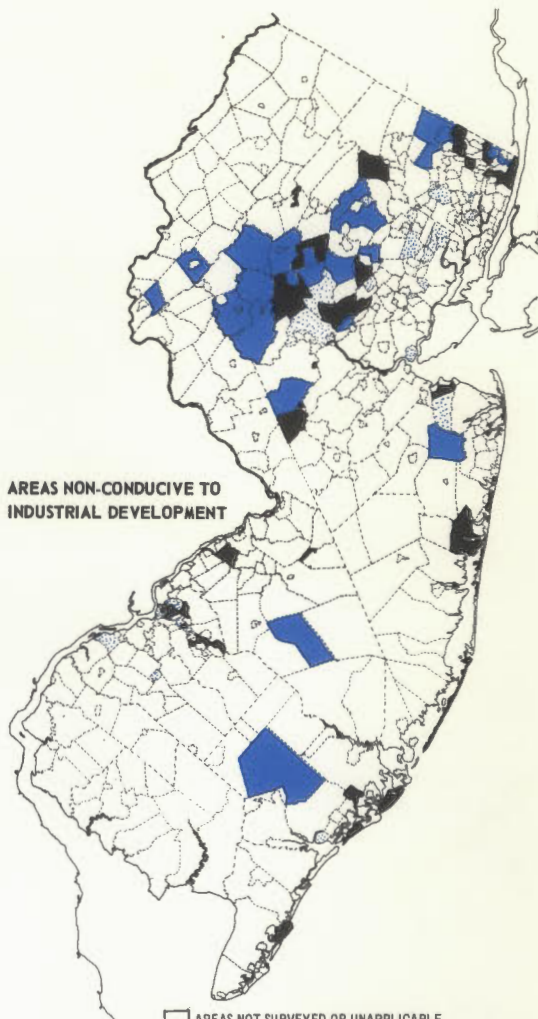 AREAS NON-CONDUCIVE TO
INDUSTRIAL DEVELOPMENT
AREAS NOT SURVEYED OR UNAPPLICABLE